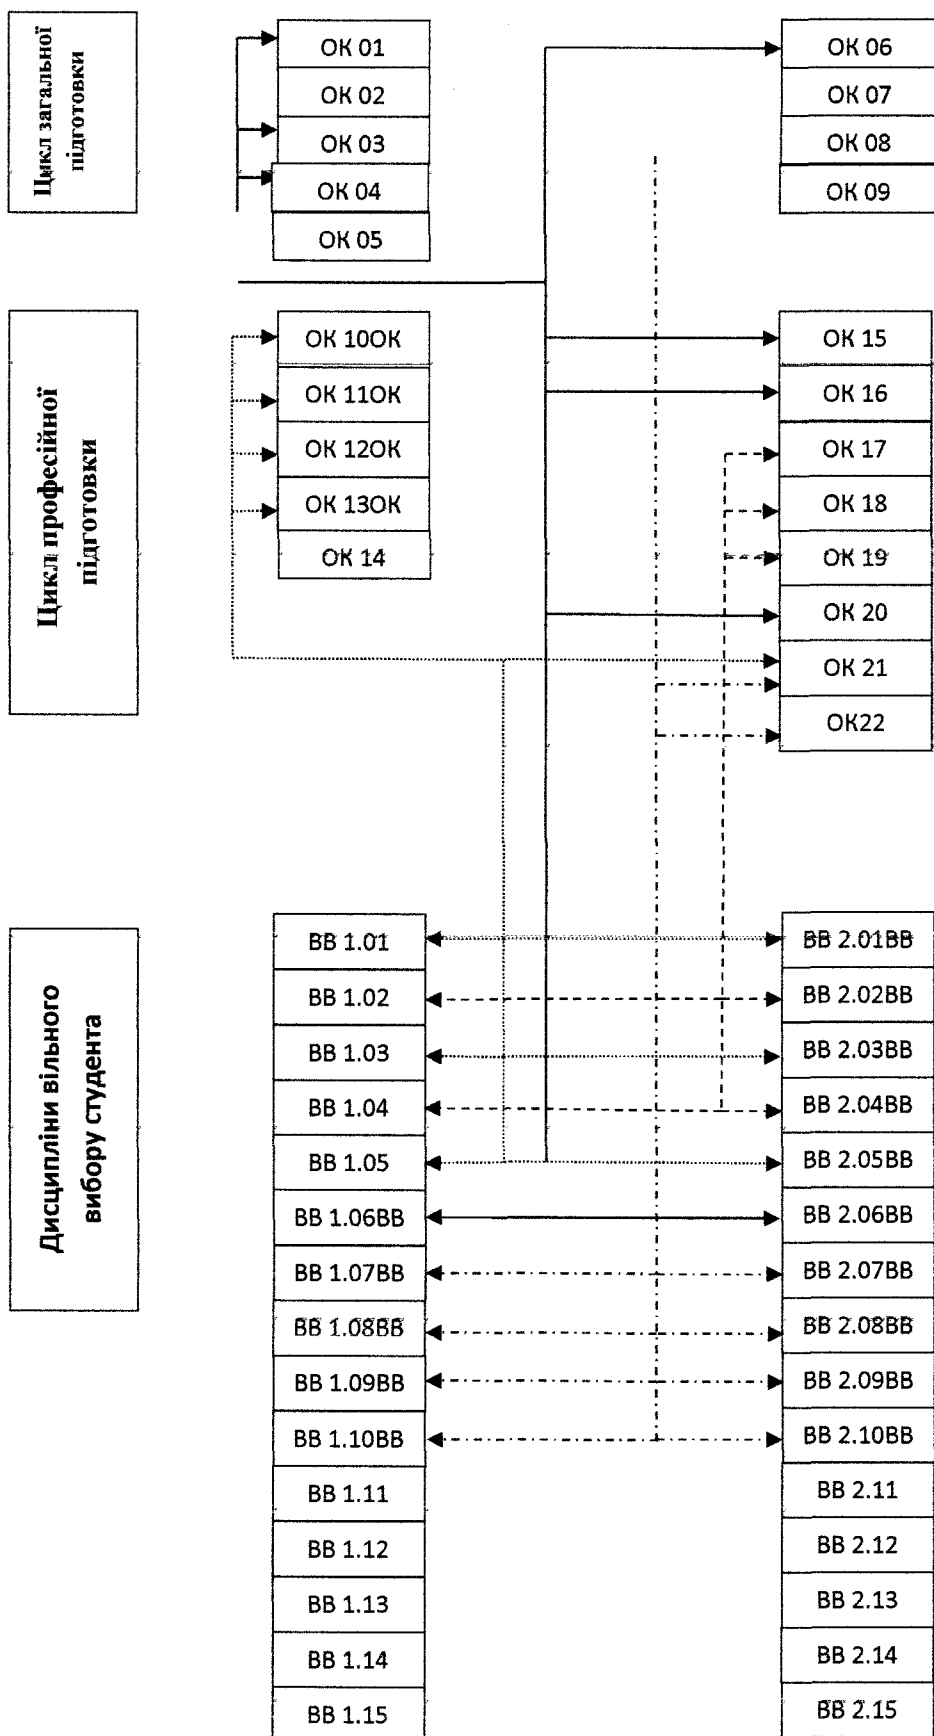 Цикл загальної
підготовки
ОК 01
ОК 02
ОК 03
ОК 04
ОК 05
ОК 06
ОК 07
ОК 08
ОК 09
Цикл професійної
підготовки
ОК 10ОК
ОК 11ОК
ОК 12ОК
ОК 13ОК
ОК 14
ОК 15
ОК 16
ОК 17
ОК 18
ОК 19
ОК 20
ОК 21
ОК22
Дисципліни вільного
вибору студента
ВВ 1.01
ВВ 1.02
ВВ 1.03
ВВ 1.04
ВВ 1.05
ВВ 1.06ВВ
ВВ 1.07ВВ
ВВ 1.08ВВ
ВВ 1.09ВВ
ВВ 1.10ВВ
ВВ 1.11
ВВ 1.12
ВВ 1.13
ВВ 1.14
ВВ 1.15
ВВ 2.01ВВ
ВВ 2.02ВВ
ВВ 2.03ВВ
ВВ 2.04ВВ
ВВ 2.05ВВ
ВВ 2.06ВВ
ВВ 2.07ВВ
ВВ 2.08ВВ
ВВ 2.09ВВ
ВВ 2.10ВВ
ВВ 2.11
ВВ 2.12
ВВ 2.13
ВВ 2.14
ВВ 2.15